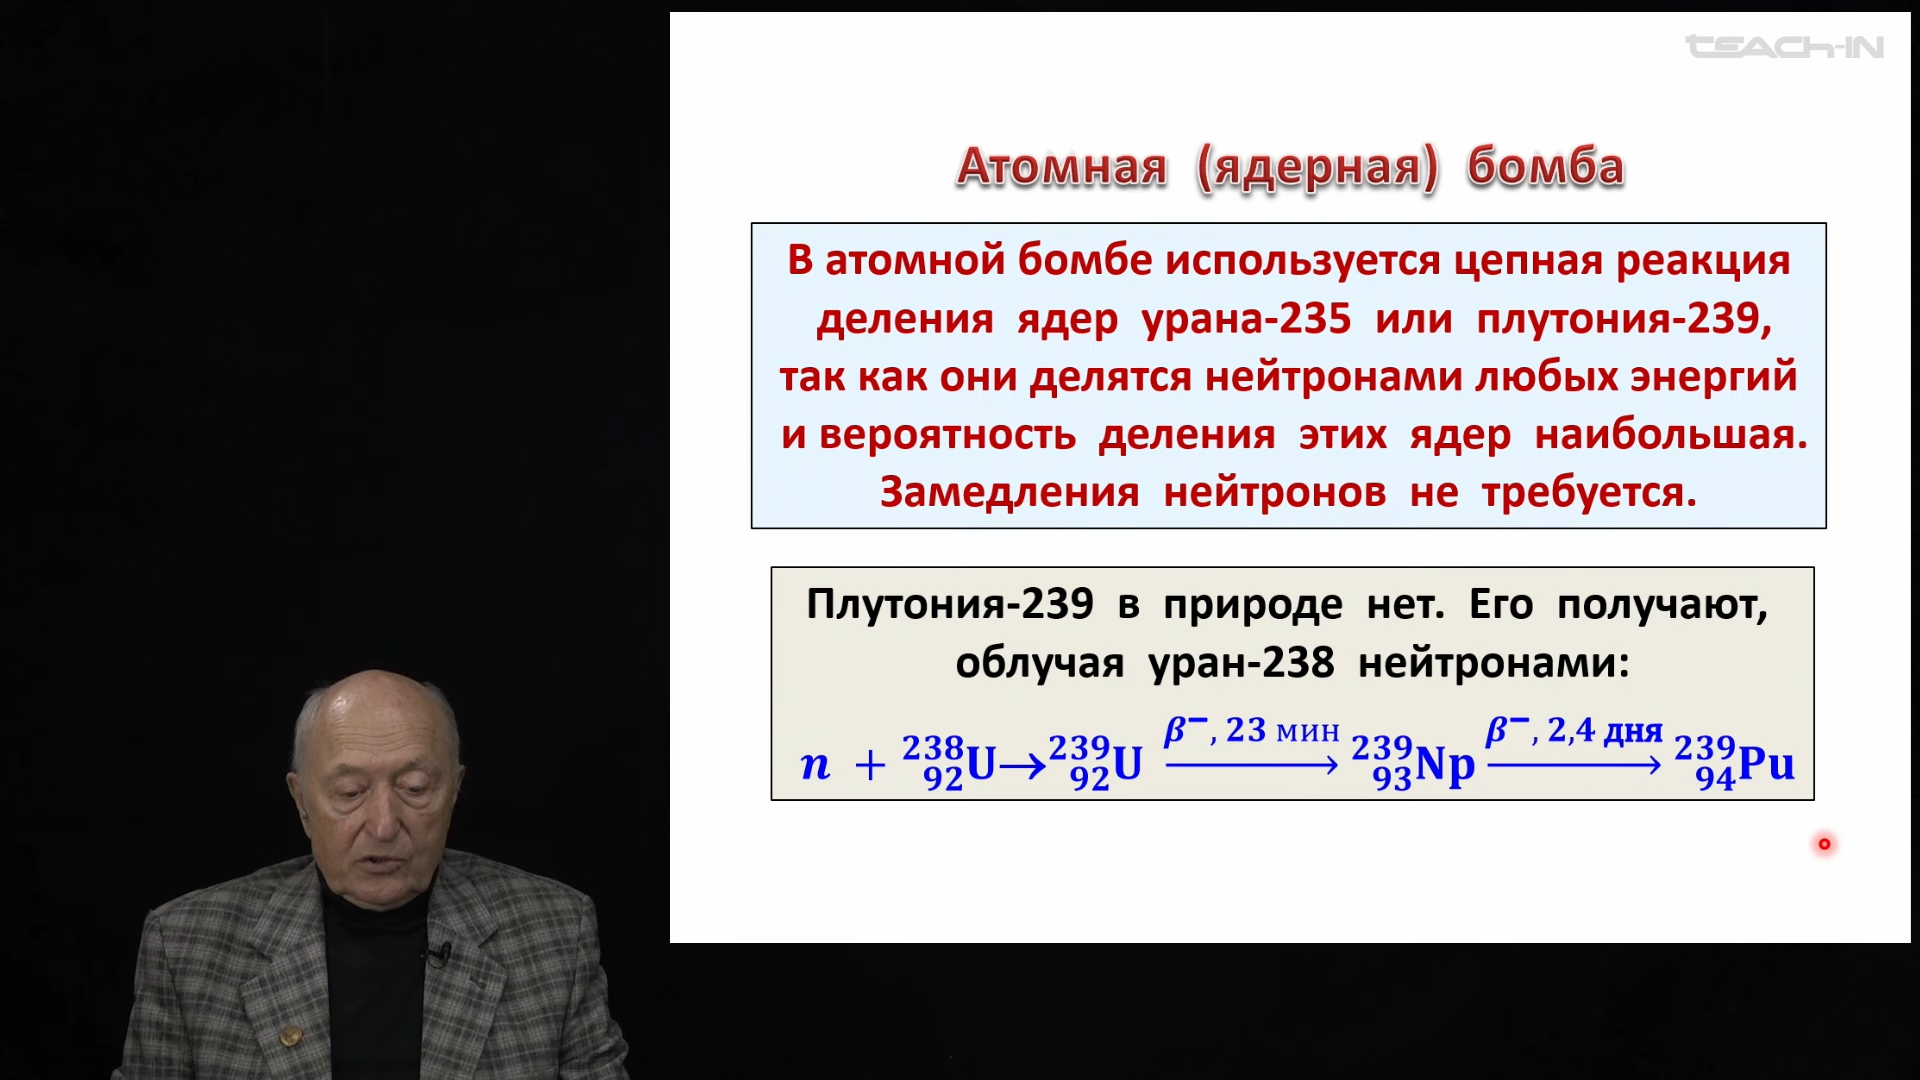 TEACH-IN
Атомная (ядерная) бомба
В атомной бомбе используется цепная реакция
деления ядер урана-235 или плутония-239,
так как они делятся нейтронами любых энергий
и вероятность деления этих ядер наибольшая.
Замедления нейтронов не требуется.
Плутония-239 в природе нет. Его получают,
облучая уран-238 нейтронами:
n + ²³⁸₉₂U → ²³⁹₉₂U —β⁻, 23 мин→ ²³⁹₉₃Np —β⁻, 2,4 дня→ ²³⁹₉₄Pu